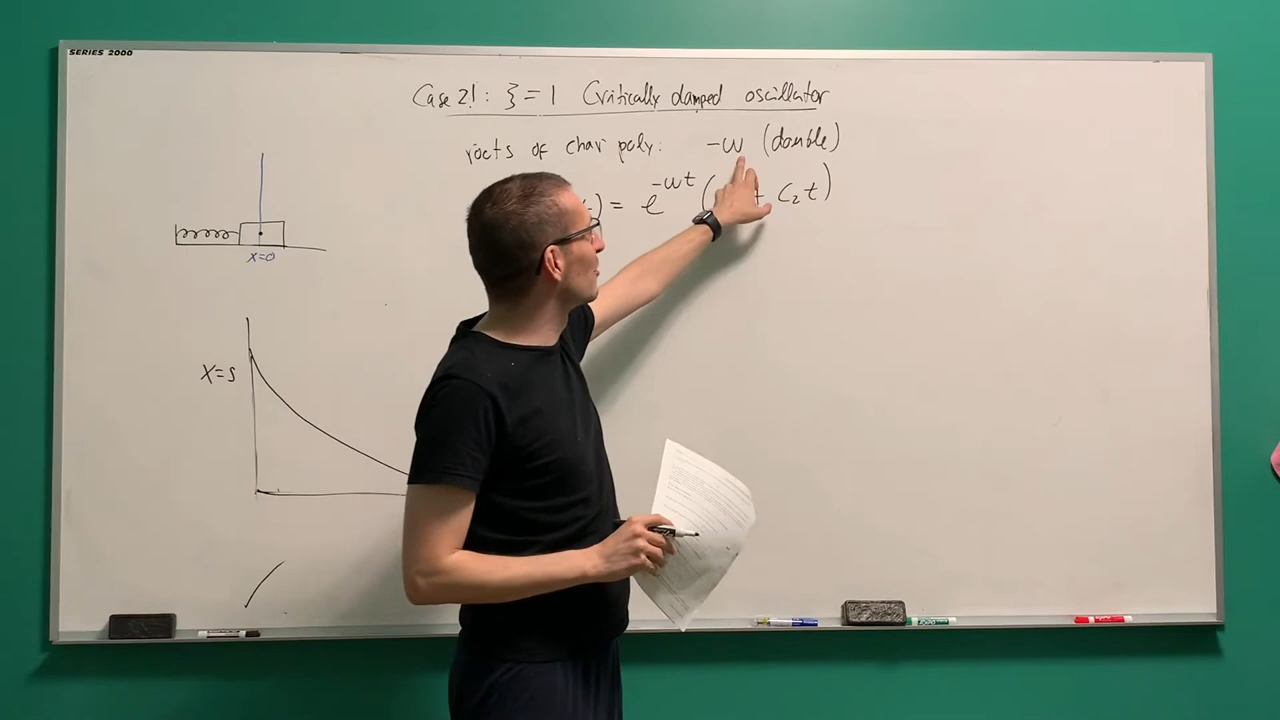 SERIES 2000
Case 2!: ξ = 1 Critically damped oscillator
roots of char poly: -ω (double)
) = e^{-ωt} ( + C₂t)
x=0
x=s